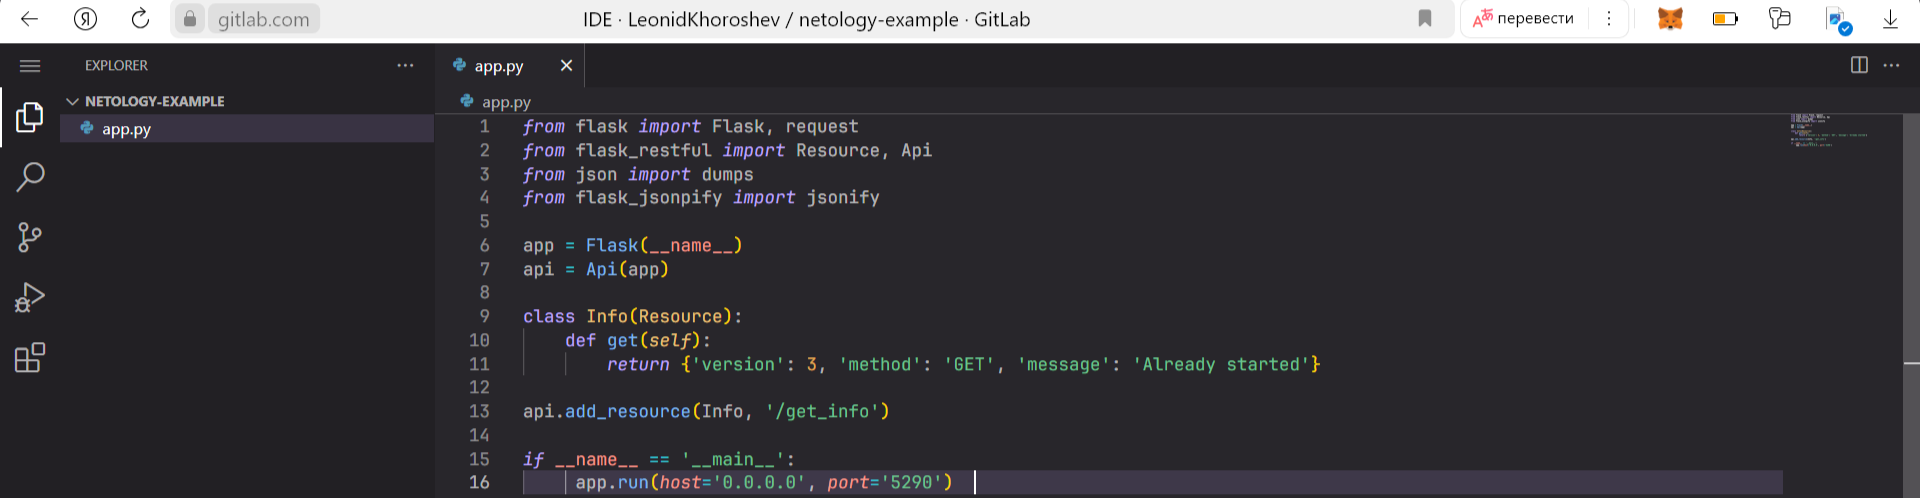 gitlab.com
IDE · LeonidKhoroshev / netology-example · GitLab
перевести
EXPLORER
NETOLOGY-EXAMPLE
app.py
app.py
app.py
1 from flask import Flask, request
2 from flask_restful import Resource, Api
3 from json import dumps
4 from flask_jsonpify import jsonify
5
6 app = Flask(__name__)
7 api = Api(app)
8
9 class Info(Resource):
10 def get(self):
11 return {'version': 3, 'method': 'GET', 'message': 'Already started'}
12
13 api.add_resource(Info, '/get_info')
14
15 if __name__ == '__main__':
16 app.run(host='0.0.0.0', port='5290')